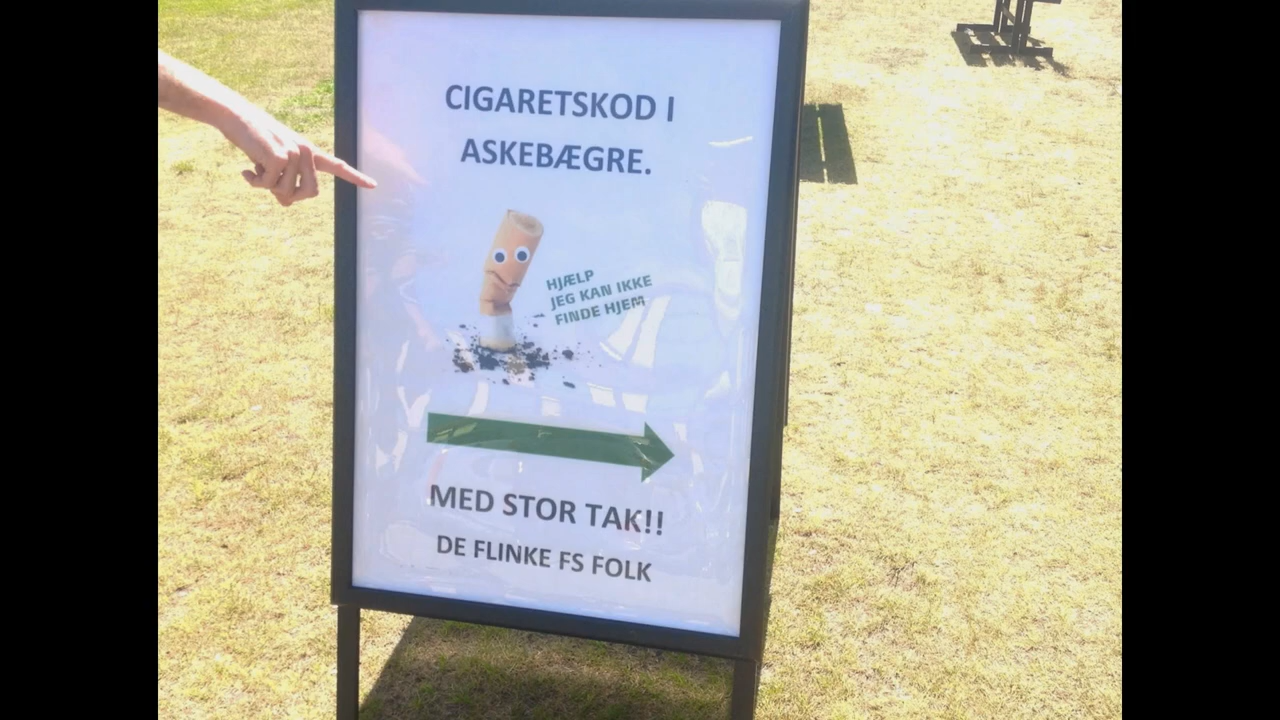 CIGARETSKOD I
ASKEBÆGRE.
HJÆLP
JEG KAN IKKE
FINDE HJEM
MED STOR TAK!!
DE FLINKE FS FOLK